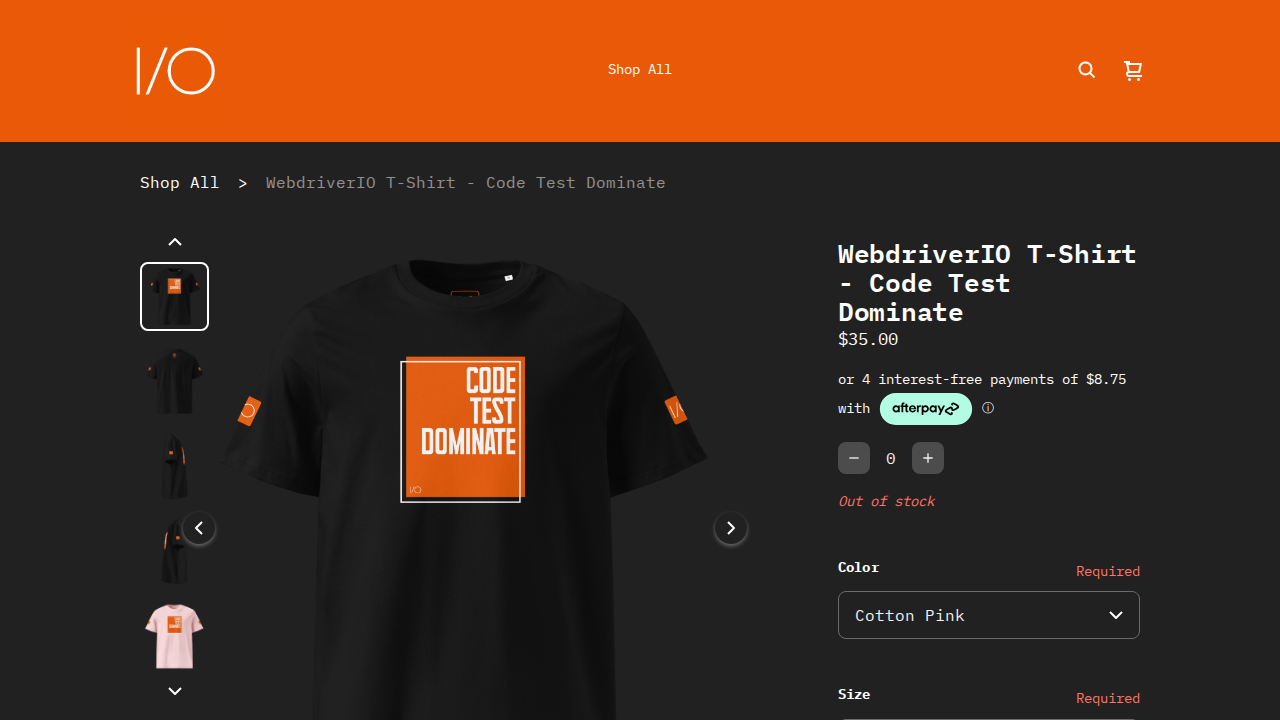 I/O
Shop All
Shop All > WebdriverIO T-Shirt - Code Test Dominate
CODE
TEST
DOMINATE
I/O
I/O
WebdriverIO T-Shirt
- Code Test
Dominate
$35.00
or 4 interest-free payments of $8.75
with afterpay ⓘ
− 0 +
Out of stock
Color Required
Cotton Pink
Size Required